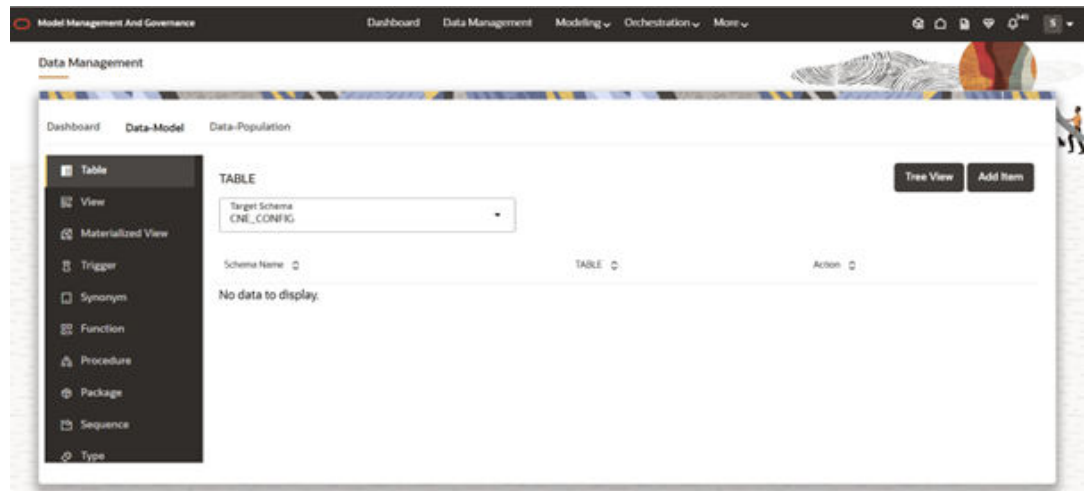 Model Management And Governance Dashboard Data Management Modeling Orchestration More S
Data Management
Dashboard Data-Model Data-Population
Table
View
Materialized View
Trigger
Synonym
Function
Procedure
Package
Sequence
Type
TABLE Tree View Add Item
Target Schema
CNE_CONFIG
Schema Name TABLE Action
No data to display.